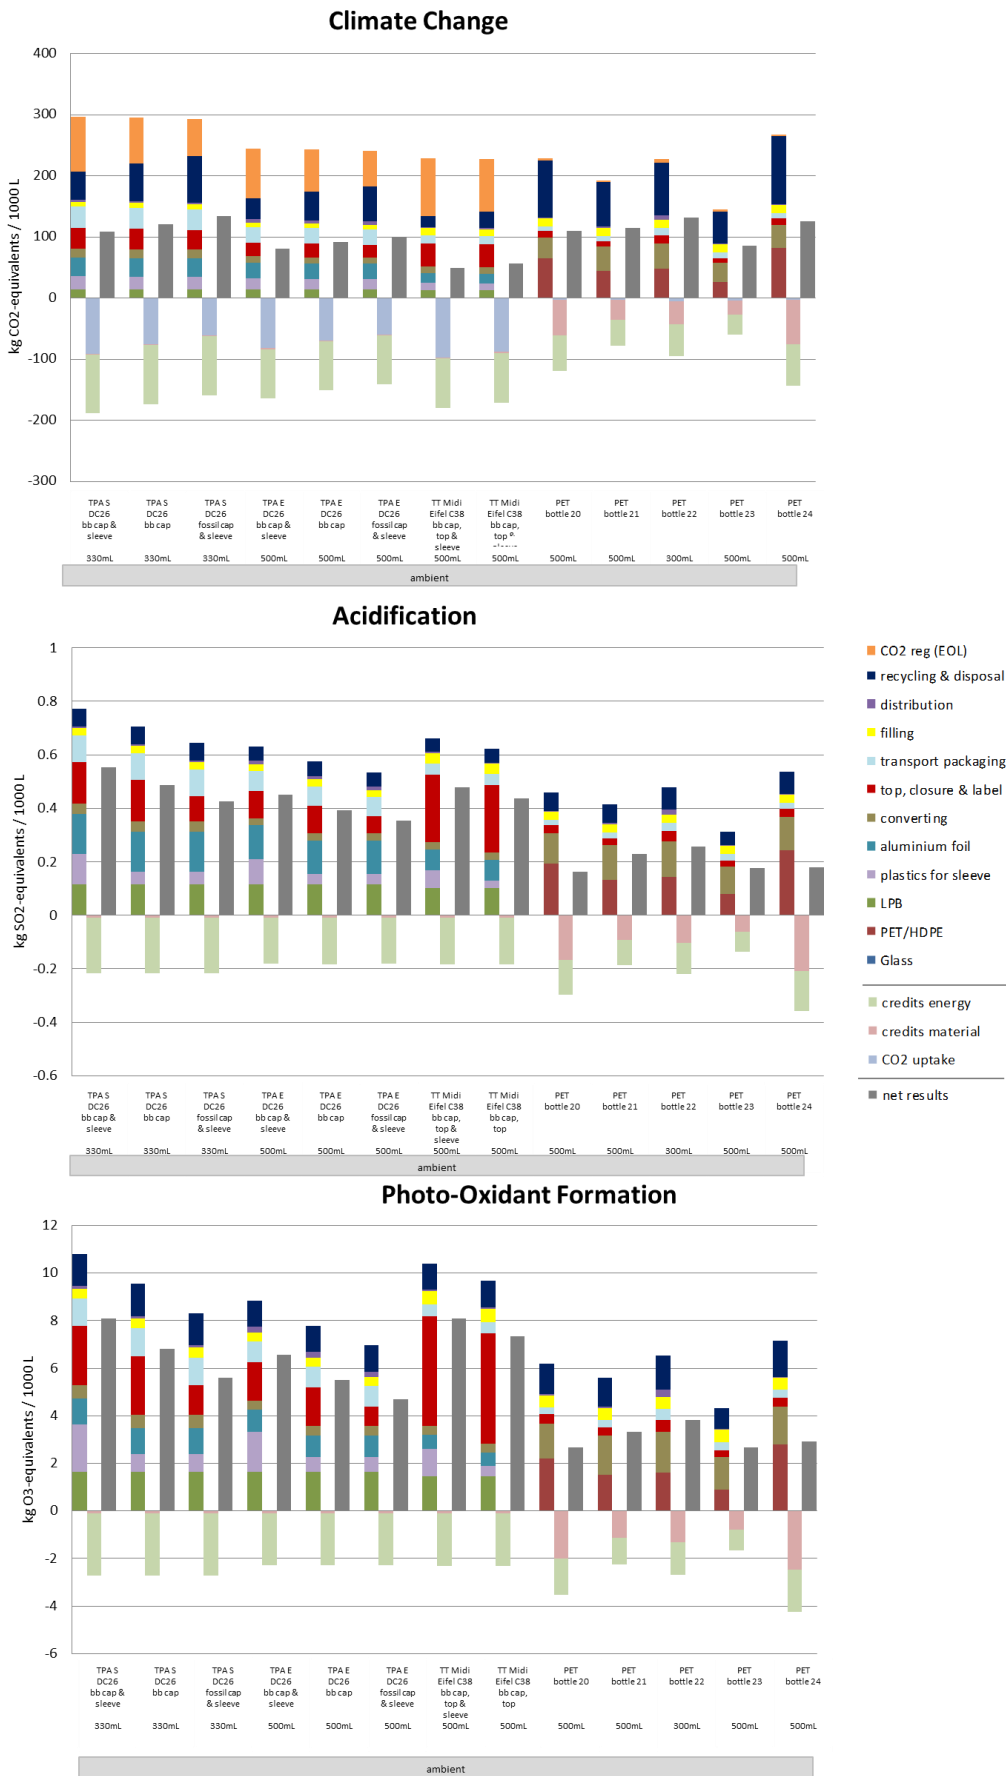 Climate Change
kg CO2-equivalents / 1000 L
400
300
200
100
0
-100
-200
-300
TPA S DC26 bb cap & sleeve 330mL
TPA S DC26 bb cap 330mL
TPA S DC26 fossil cap & sleeve 330mL
TPA E DC26 bb cap & sleeve 500mL
TPA E DC26 bb cap 500mL
TPA E DC26 fossil cap & sleeve 500mL
TT Midi Eifel C38 bb cap, top & sleeve 500mL
TT Midi Eifel C38 bb cap, top 500mL
PET bottle 20 500mL
PET bottle 21 500mL
PET bottle 22 300mL
PET bottle 23 500mL
PET bottle 24 500mL
ambient
Acidification
kg SO2-equivalents / 1000 L
1
0.8
0.6
0.4
0.2
0
-0.2
-0.4
-0.6
TPA S DC26 bb cap & sleeve 330mL
TPA S DC26 bb cap 330mL
TPA S DC26 fossil cap & sleeve 330mL
TPA E DC26 bb cap & sleeve 500mL
TPA E DC26 bb cap 500mL
TPA E DC26 fossil cap & sleeve 500mL
TT Midi Eifel C38 bb cap, top & sleeve 500mL
TT Midi Eifel C38 bb cap, top 500mL
PET bottle 20 500mL
PET bottle 21 500mL
PET bottle 22 300mL
PET bottle 23 500mL
PET bottle 24 500mL
ambient
CO2 reg (EOL)
recycling & disposal
distribution
filling
transport packaging
top, closure & label
converting
aluminium foil
plastics for sleeve
LPB
PET/HDPE
Glass
credits energy
credits material
CO2 uptake
net results
Photo-Oxidant Formation
kg O3-equivalents / 1000 L
12
10
8
6
4
2
0
-2
-4
-6
TPA S DC26 bb cap & sleeve 330mL
TPA S DC26 bb cap 330mL
TPA S DC26 fossil cap & sleeve 330mL
TPA E DC26 bb cap & sleeve 500mL
TPA E DC26 bb cap 500mL
TPA E DC26 fossil cap & sleeve 500mL
TT Midi Eifel C38 bb cap, top & sleeve 500mL
TT Midi Eifel C38 bb cap, top 500mL
PET bottle 20 500mL
PET bottle 21 500mL
PET bottle 22 300mL
PET bottle 23 500mL
PET bottle 24 500mL
ambient